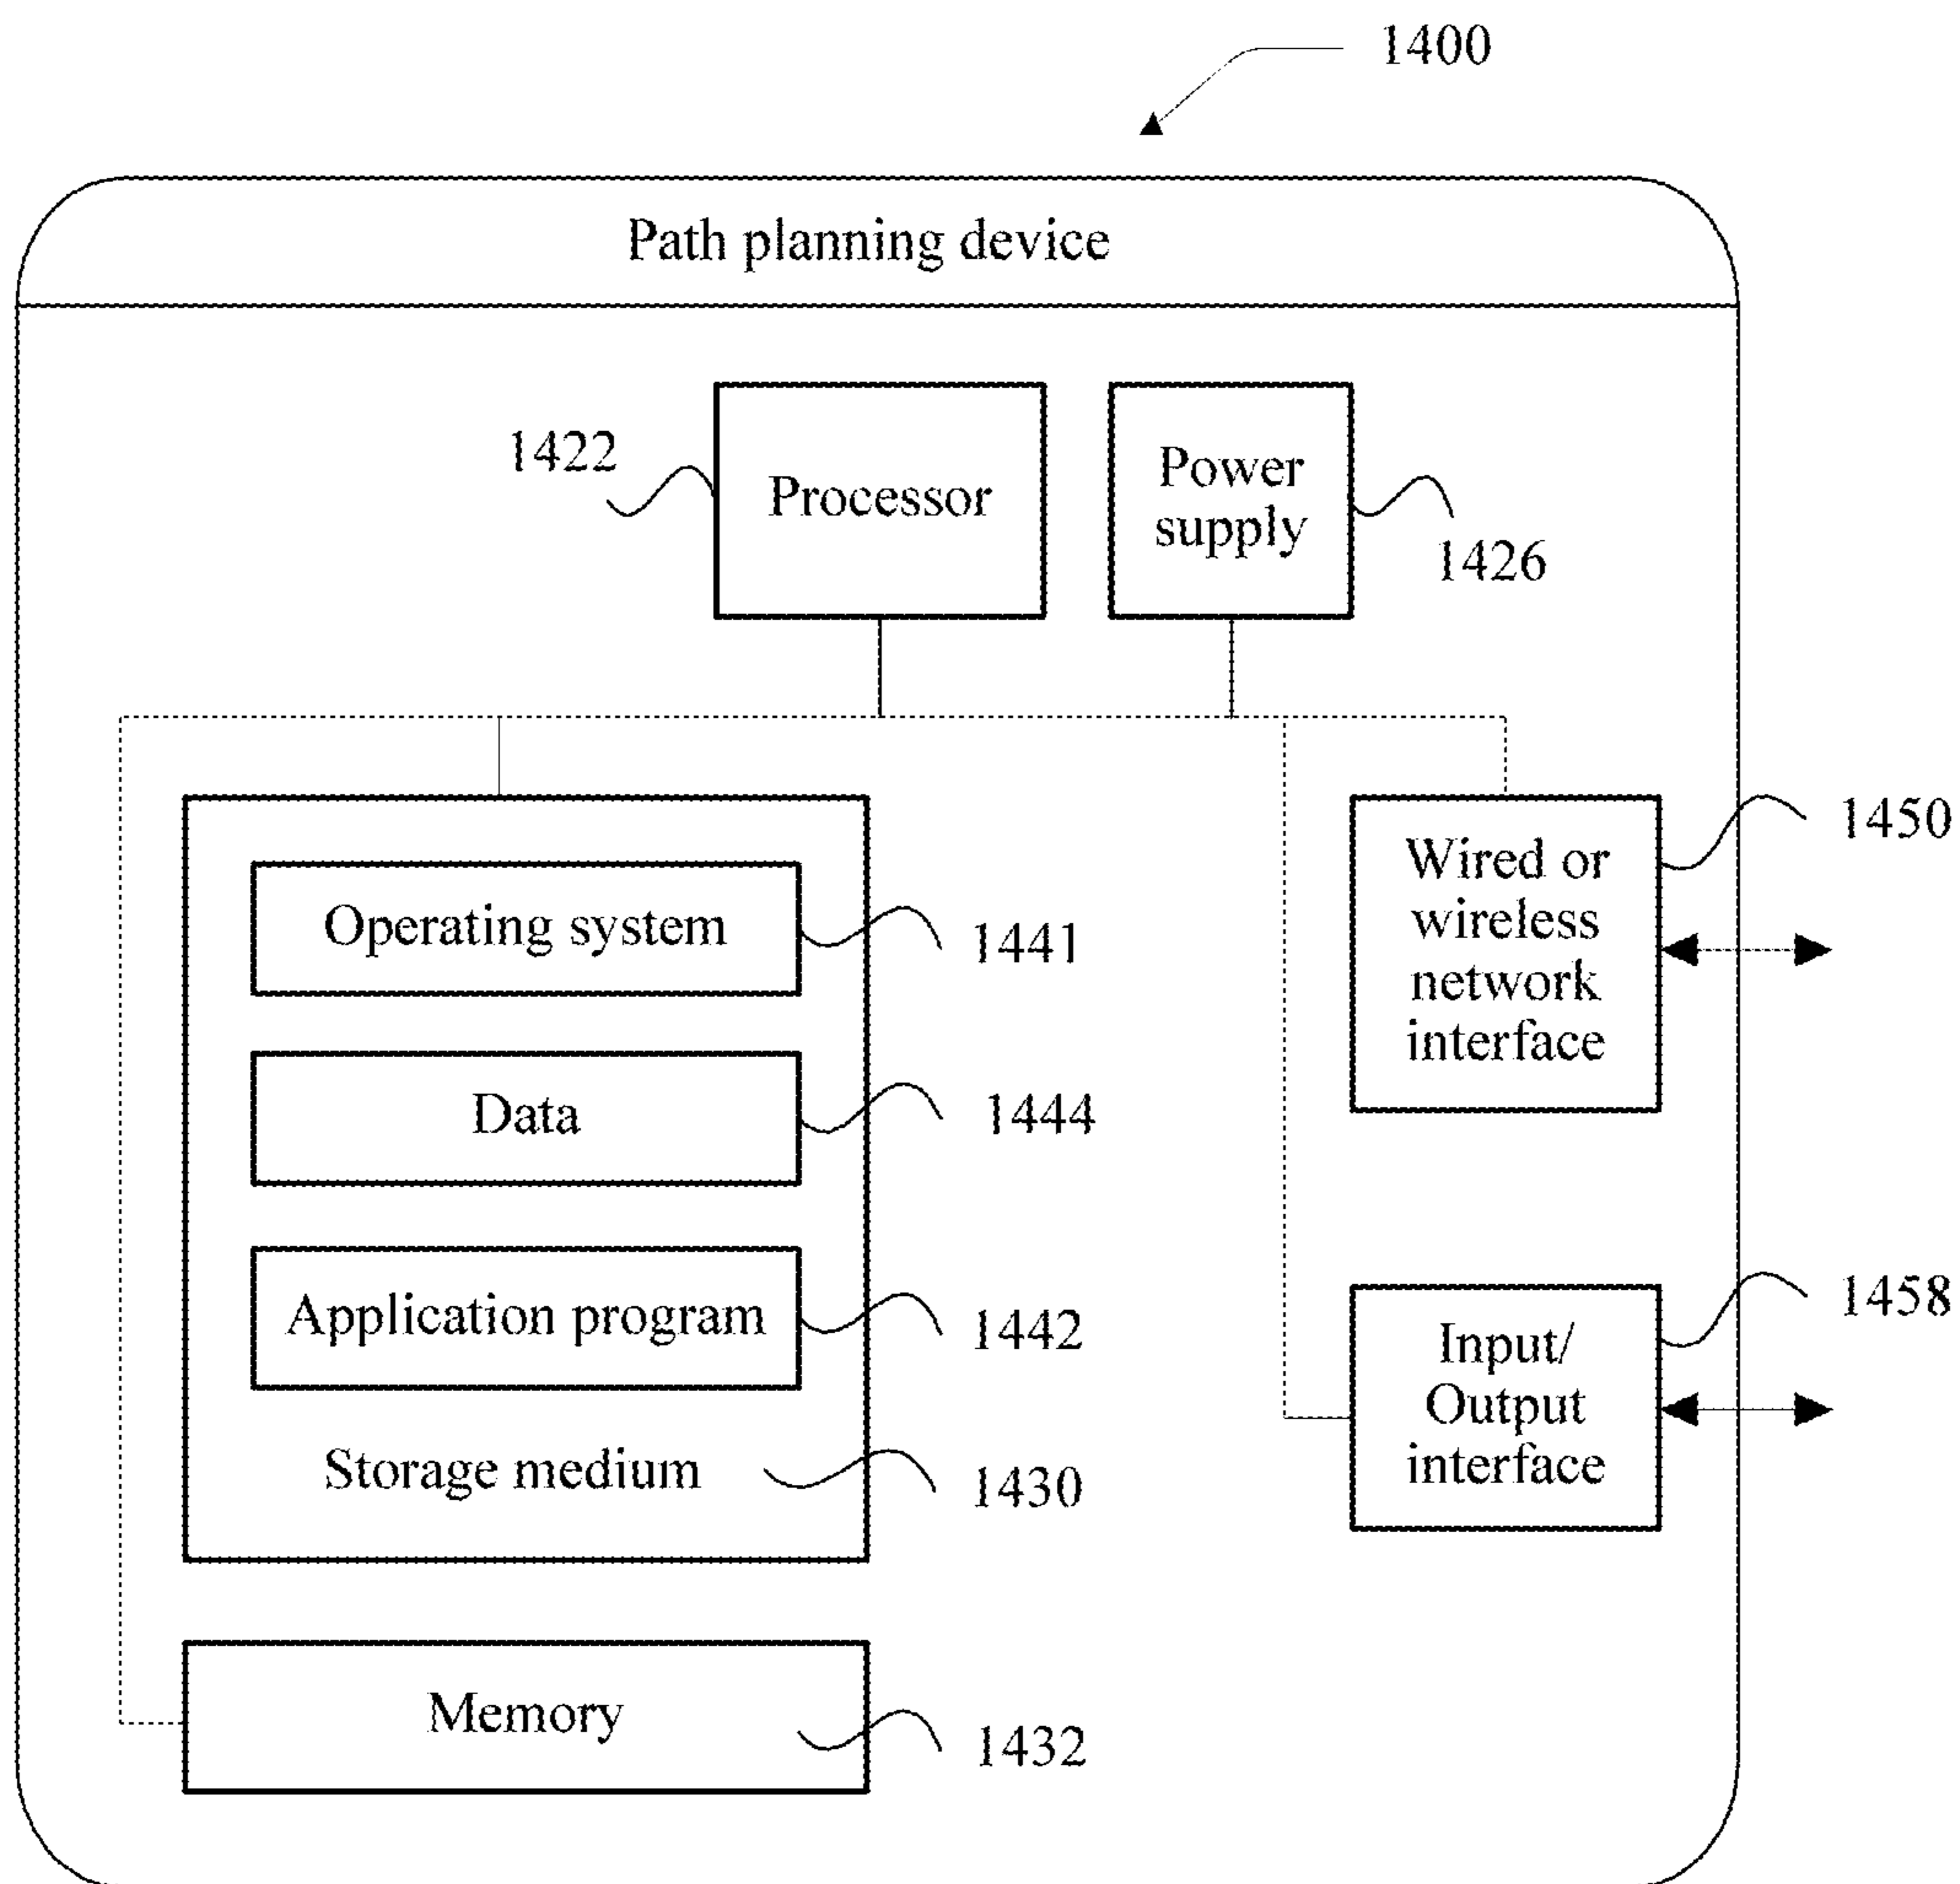 1400
Path planning device
1422
Processor
Power
supply
1426
1450
Wired or
wireless
network
interface
Operating system
1441
Data
1444
Application program
1442
Storage medium
1430
1458
Input/
Output
interface
Memory
1432